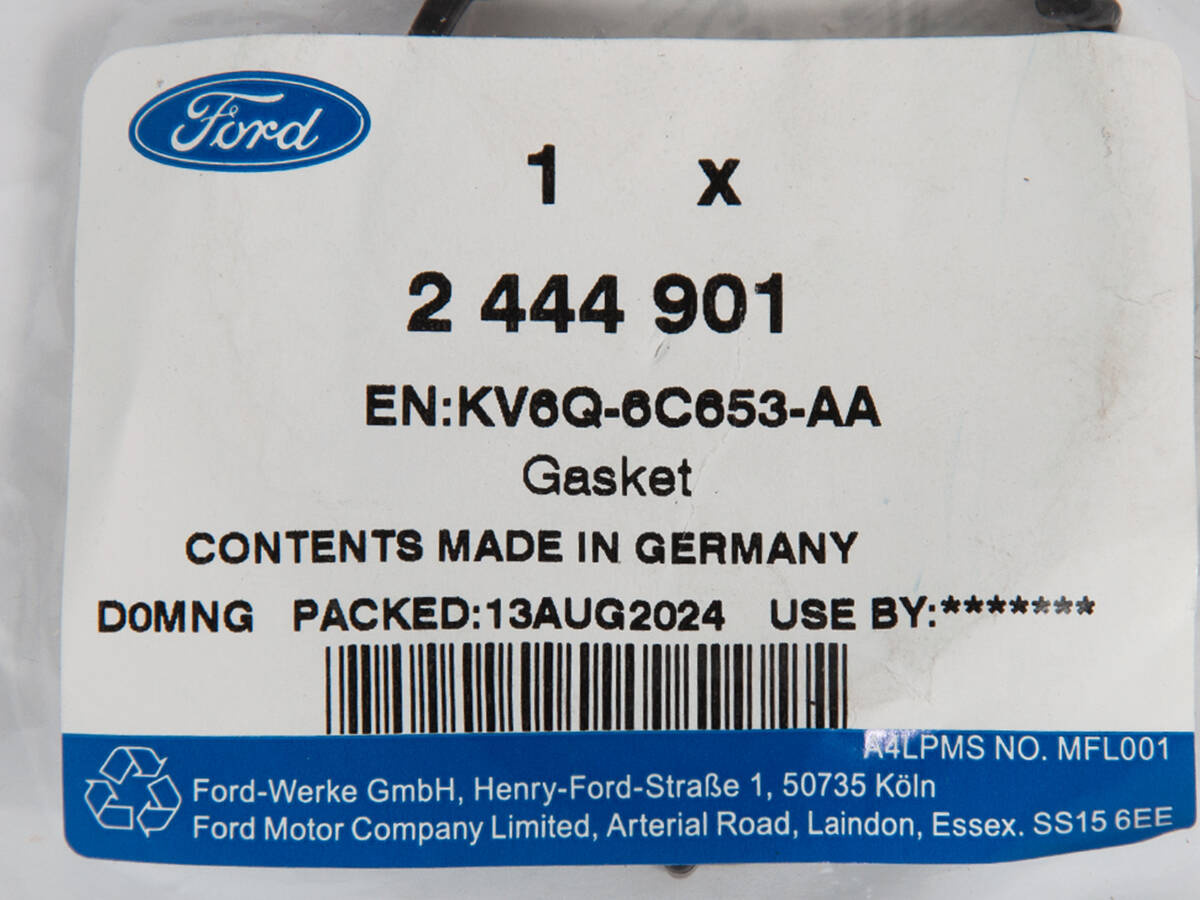 Ford
1 x
2 444 901
EN:KV6Q-6C653-AA
Gasket
CONTENTS MADE IN GERMANY
D0MNG PACKED:13AUG2024 USE BY:*******
A4LPMS NO. MFL001
Ford-Werke GmbH, Henry-Ford-Straße 1, 50735 Köln
Ford Motor Company Limited, Arterial Road, Laindon, Essex. SS15 6EE